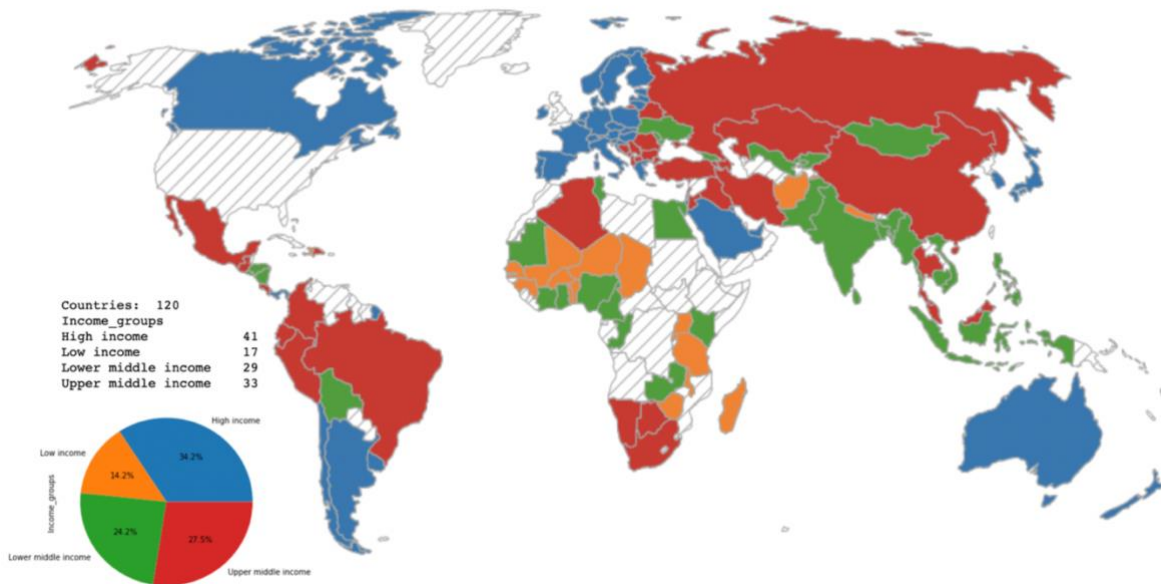 Countries: 120
Income_groups
High income 41
Low income 17
Lower middle income 29
Upper middle income 33
High income
34.2%
Low income
14.2%
Income_groups
24.2%
27.5%
Lower middle income
Upper middle income